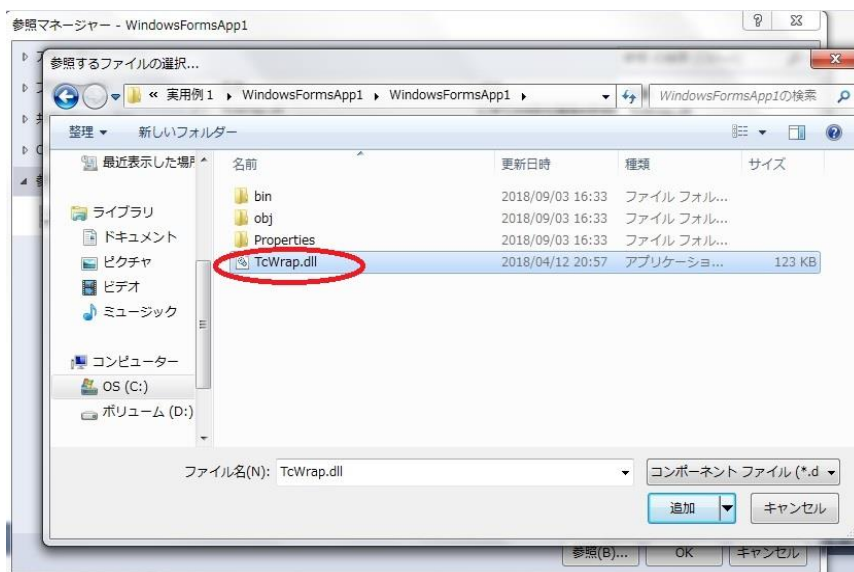 参照マネージャー - WindowsFormsApp1
参照するファイルの選択...
« 実用例1 WindowsFormsApp1 WindowsFormsApp1
WindowsFormsApp1の検索
整理 新しいフォルダー
最近表示した場所
名前 更新日時 種類 サイズ
bin 2018/09/03 16:33 ファイル フォル...
ライブラリ
obj 2018/09/03 16:33 ファイル フォル...
ドキュメント
Properties 2018/09/03 16:33 ファイル フォル...
ピクチャ
TcWrap.dll 2018/04/12 20:57 アプリケーショ... 123 KB
ビデオ
ミュージック
コンピューター
OS (C:)
ボリューム (D:)
ファイル名(N): TcWrap.dll
コンポーネント ファイル (*.d
追加 キャンセル
参照(B)... OK キャンセル